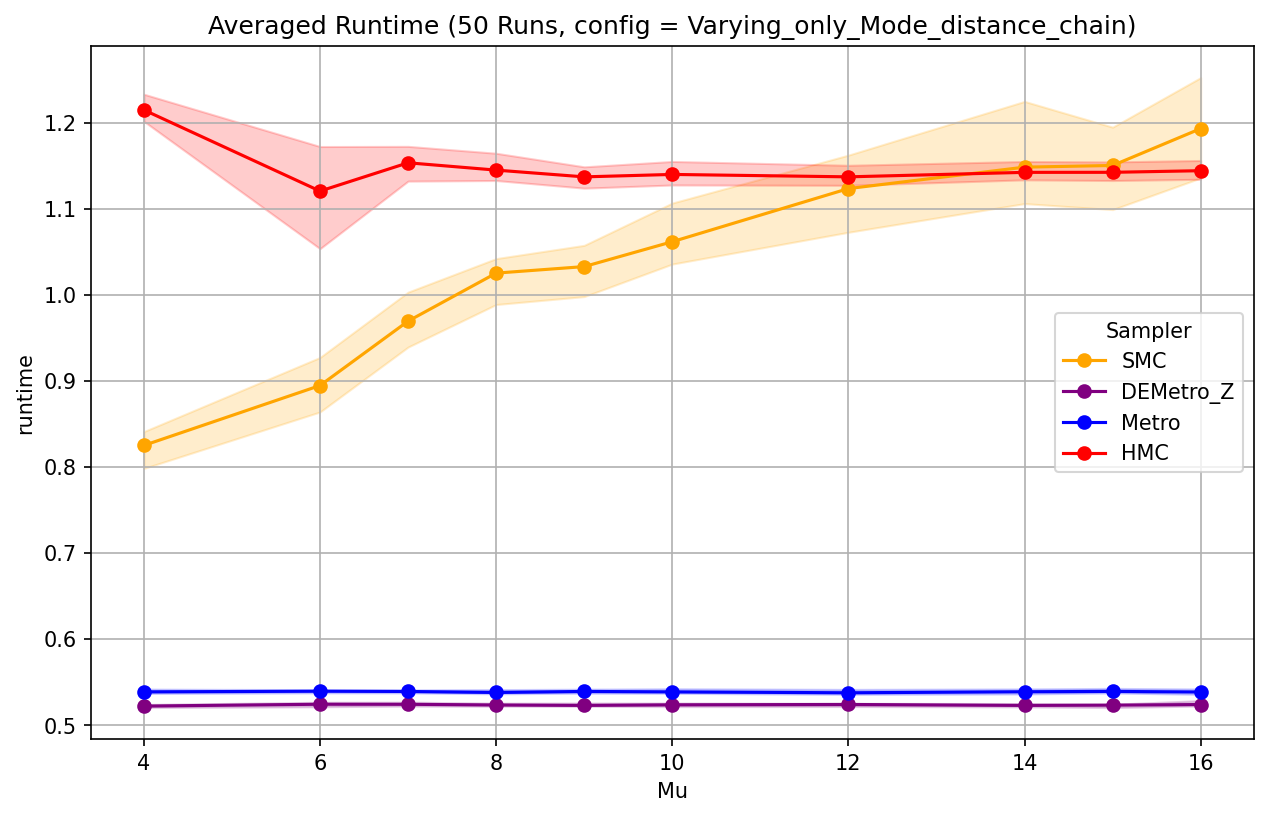 Averaged Runtime (50 Runs, config = Varying_only_Mode_distance_chain)
1.2
1.1
1.0
0.9
0.8
0.7
0.6
0.5
runtime
Sampler
SMC
DEMetro_Z
Metro
HMC
4
6
8
10
12
14
16
Mu